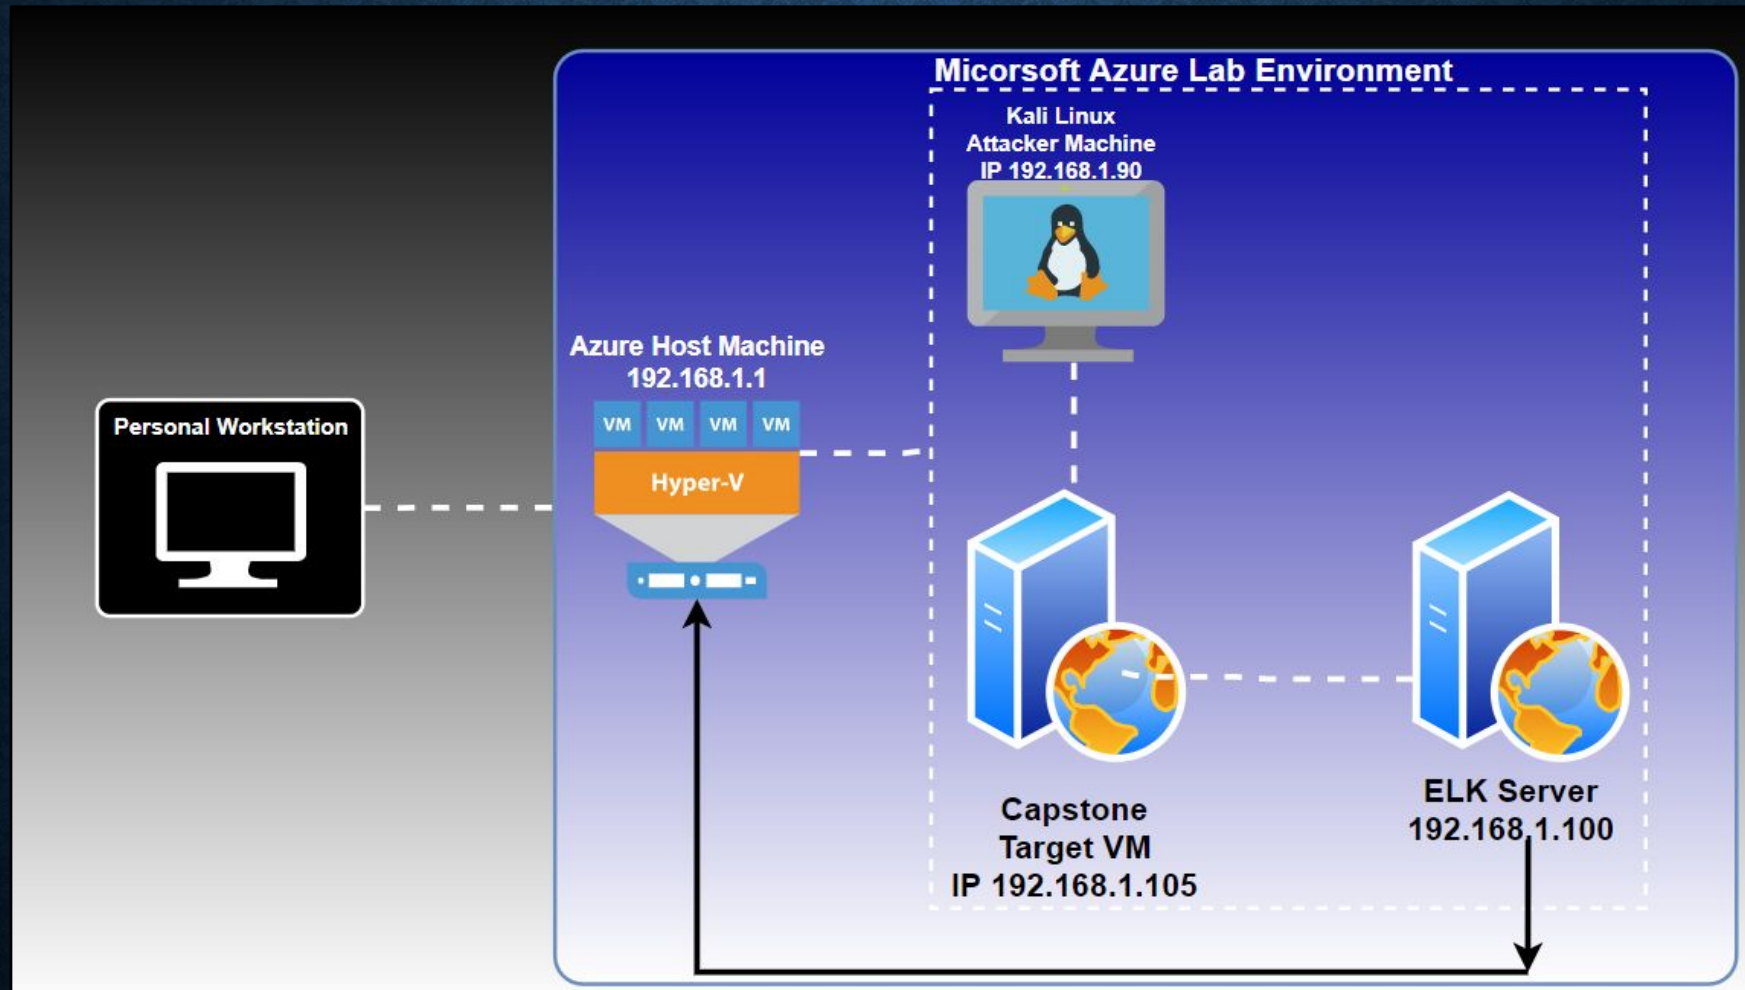 Micorsoft Azure Lab Environment
Kali Linux
Attacker Machine
IP 192.168.1.90
Azure Host Machine
192.168.1.1
VM VM VM VM
Hyper-V
Personal Workstation
Capstone
Target VM
IP 192.168.1.105
ELK Server
192.168.1.100